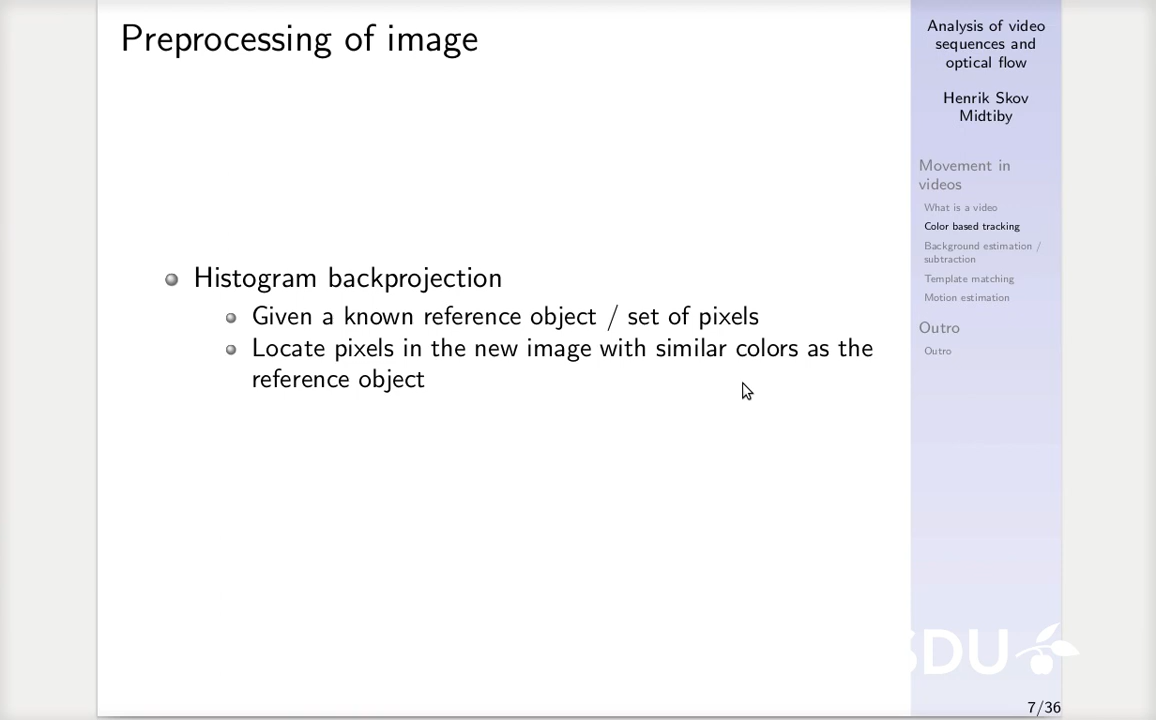 Preprocessing of image
Histogram backprojection
Given a known reference object / set of pixels
Locate pixels in the new image with similar colors as the
reference object
Analysis of video
sequences and
optical flow
Henrik Skov
Midtiby
Movement in
videos
What is a video
Color based tracking
Background estimation /
subtraction
Template matching
Motion estimation
Outro
Outro
SDU
7/36